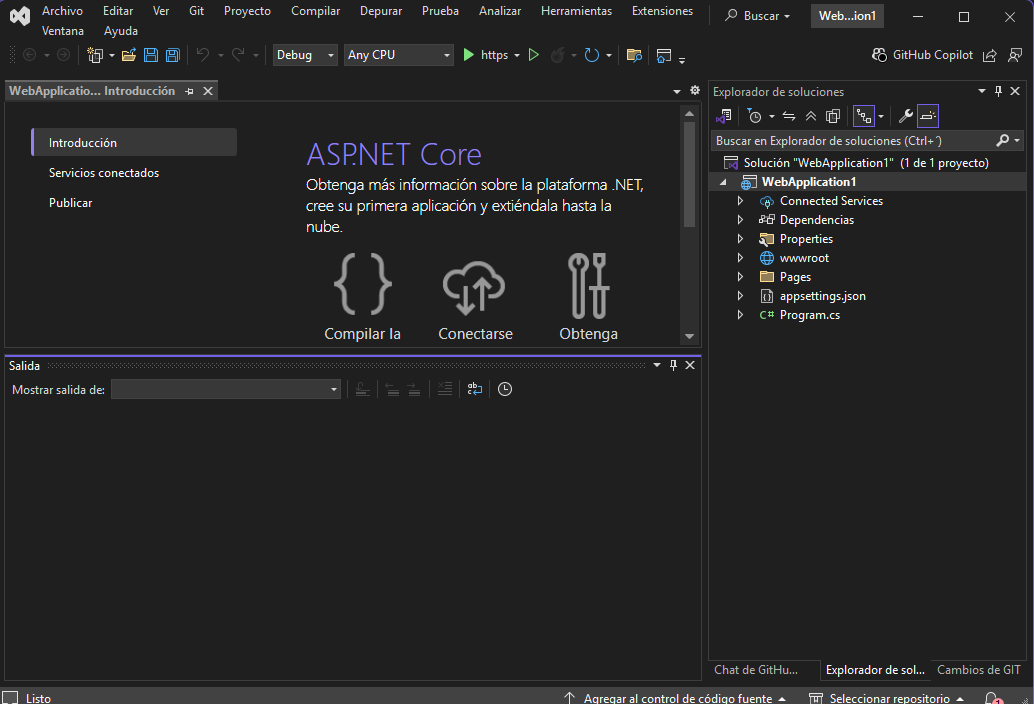 Archivo Editar Ver Git Proyecto Compilar Depurar Prueba Analizar Herramientas Extensiones Buscar Web...ion1
Ventana Ayuda
Debug Any CPU https GitHub Copilot
WebApplicatio... Introducción
Explorador de soluciones
Buscar en Explorador de soluciones (Ctrl+´)
Introducción
Servicios conectados
Publicar
ASP.NET Core
Obtenga más información sobre la plataforma .NET,
cree su primera aplicación y extiéndala hasta la
nube.
Compilar la Conectarse Obtenga
Solución "WebApplication1" (1 de 1 proyecto)
WebApplication1
Connected Services
Dependencias
Properties
wwwroot
Pages
appsettings.json
C# Program.cs
Salida
Mostrar salida de:
Chat de GitHu... Explorador de sol... Cambios de GIT
Listo Agregar al control de código fuente Seleccionar repositorio 1